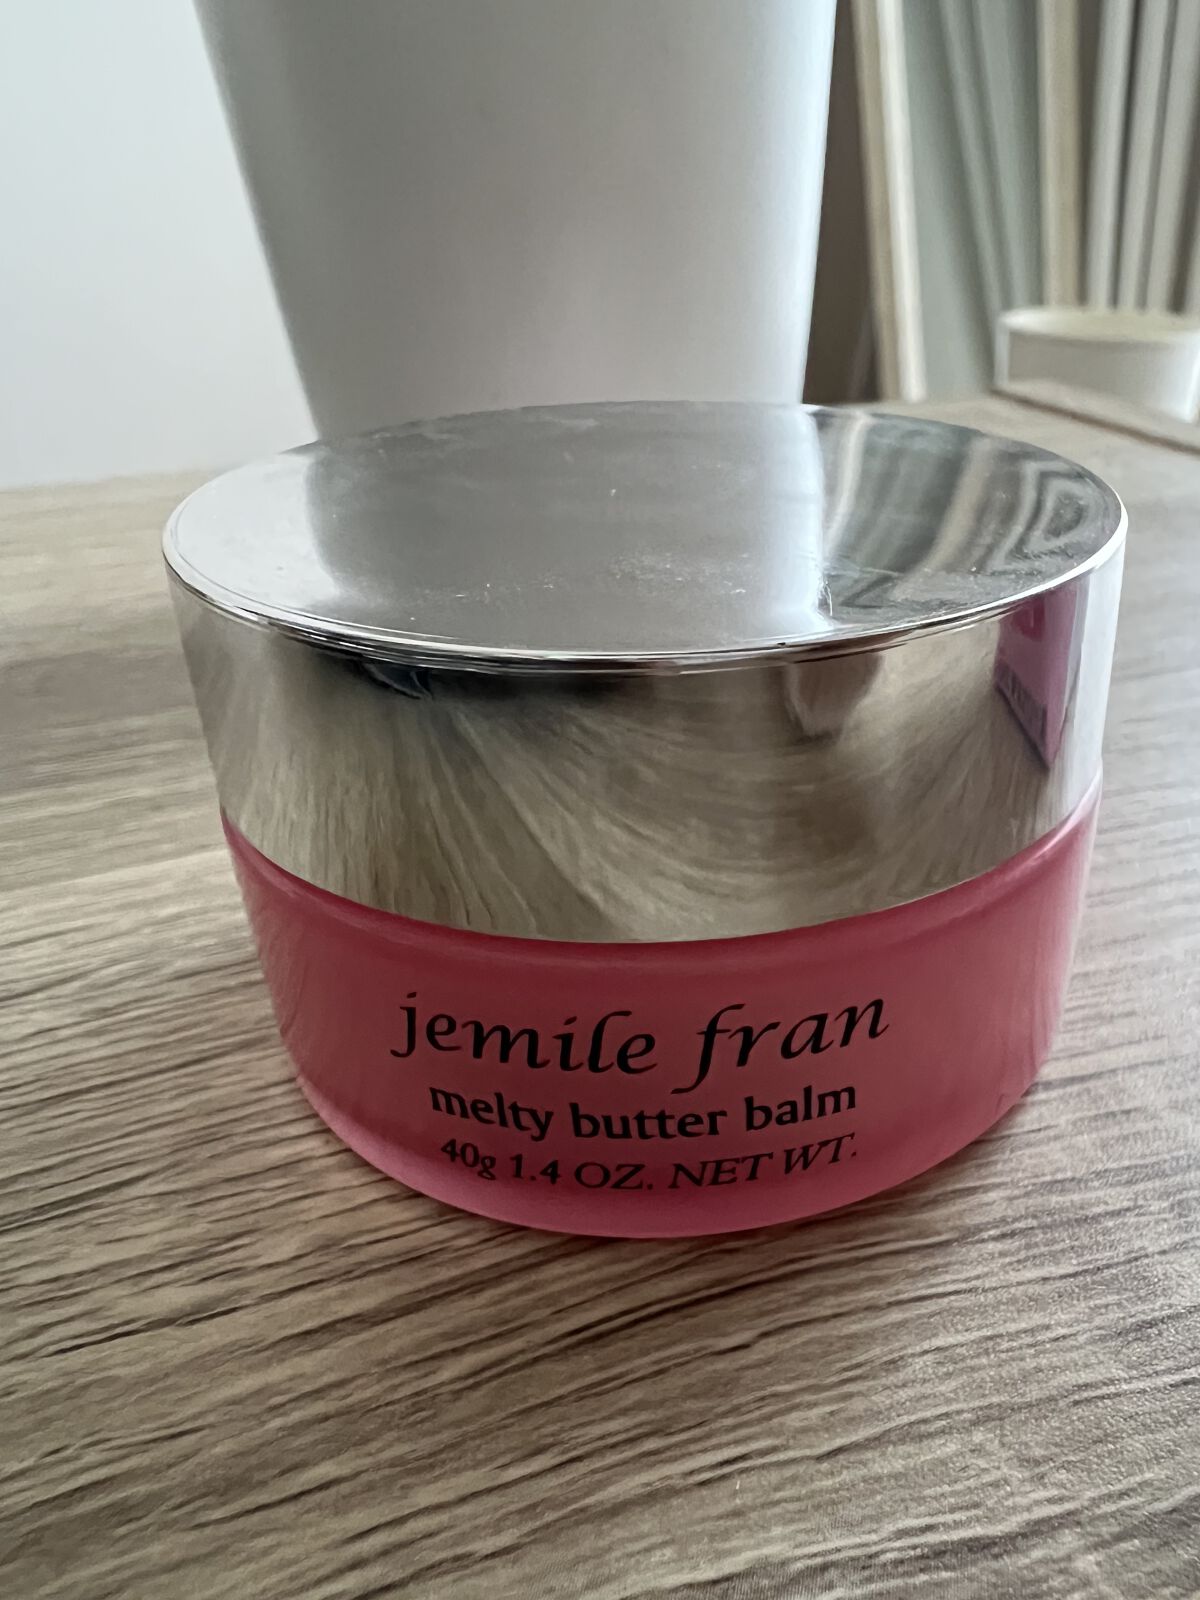 jemile fran
melty butter balm
40g 1.4 OZ. NET WT.